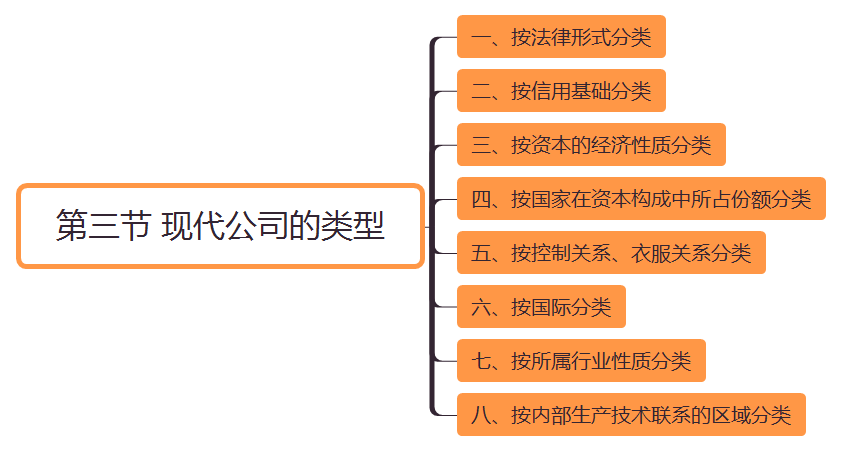 第三节 现代公司的类型
一、按法律形式分类
二、按信用基础分类
三、按资本的经济性质分类
四、按国家在资本构成中所占份额分类
五、按控制关系、衣服关系分类
六、按国际分类
七、按所属行业性质分类
八、按内部生产技术联系的区域分类